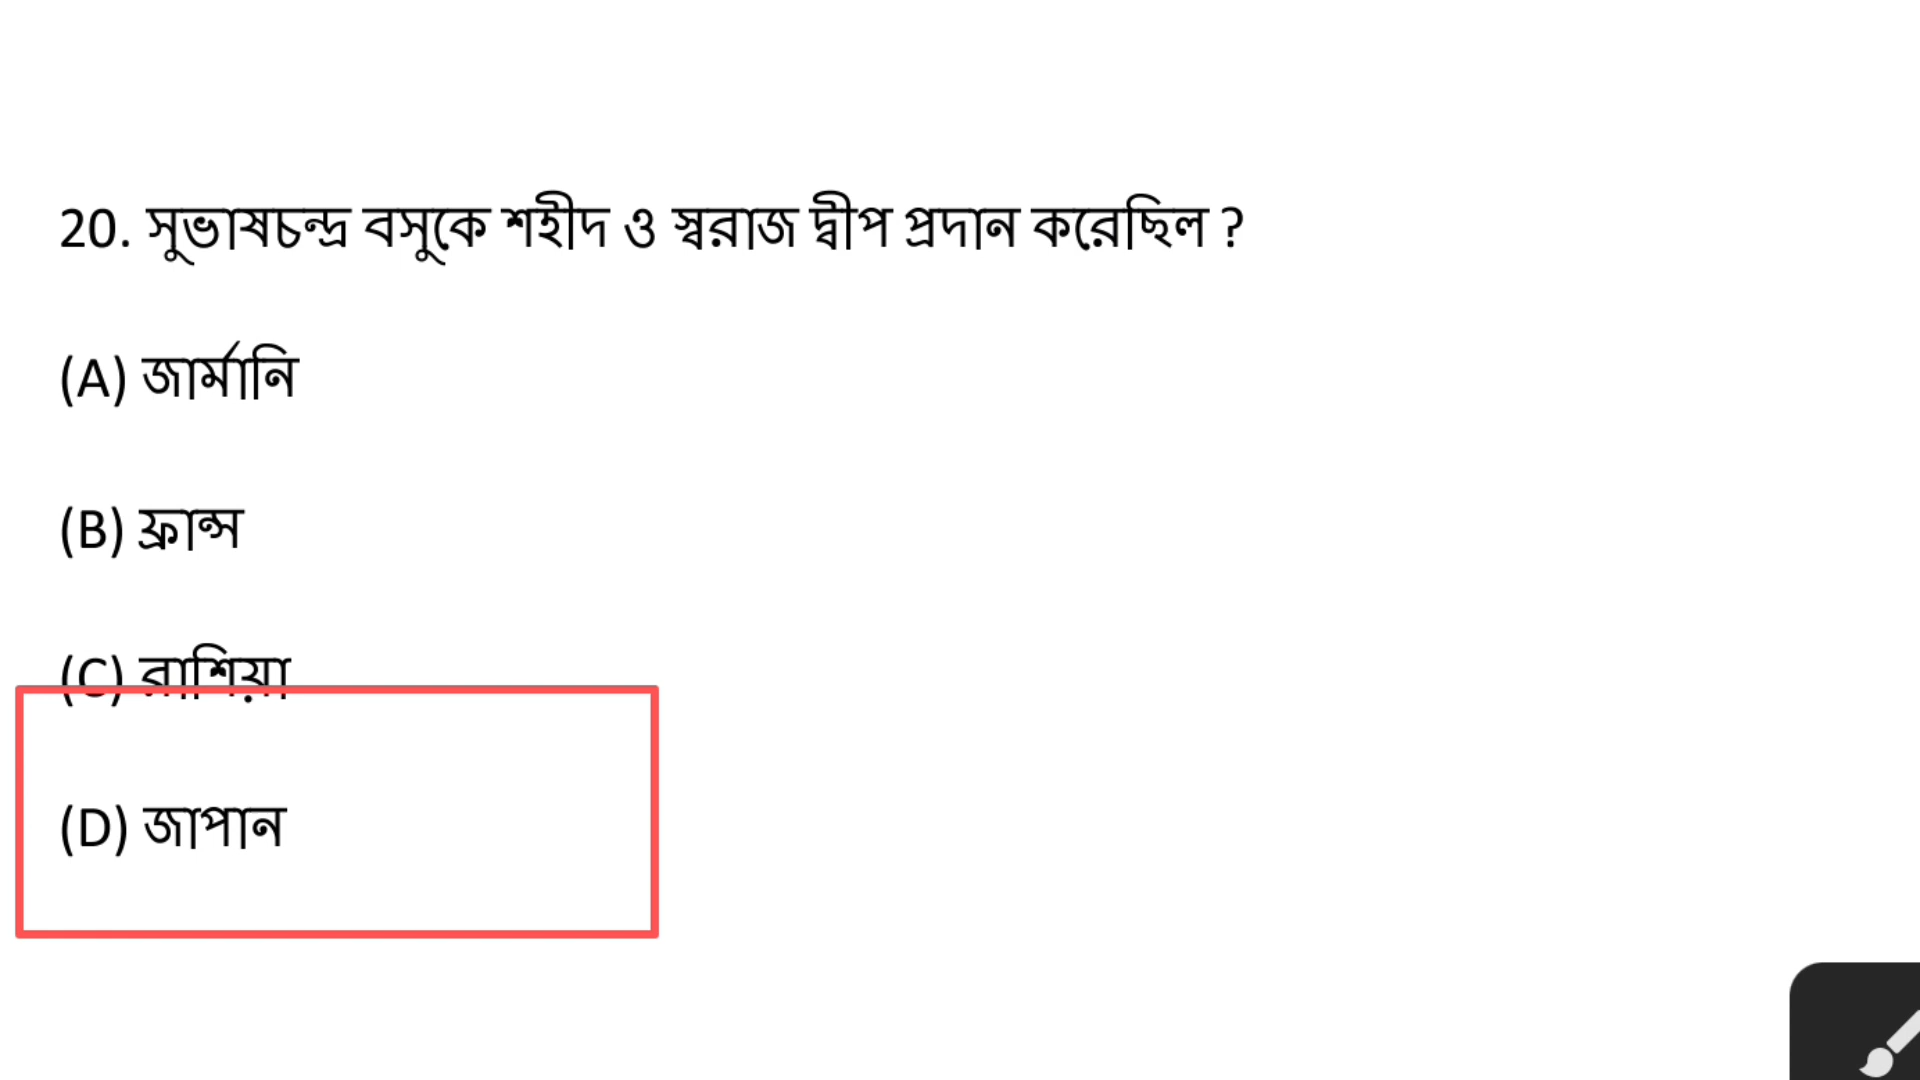 20. সুভাষচন্দ্র বসুকে শহীদ ও স্বরাজ দ্বীপ প্রদান করেছিল ?
(A) জার্মানি
(B) ফ্রান্স
(C) রাশিয়া
(D) জাপান